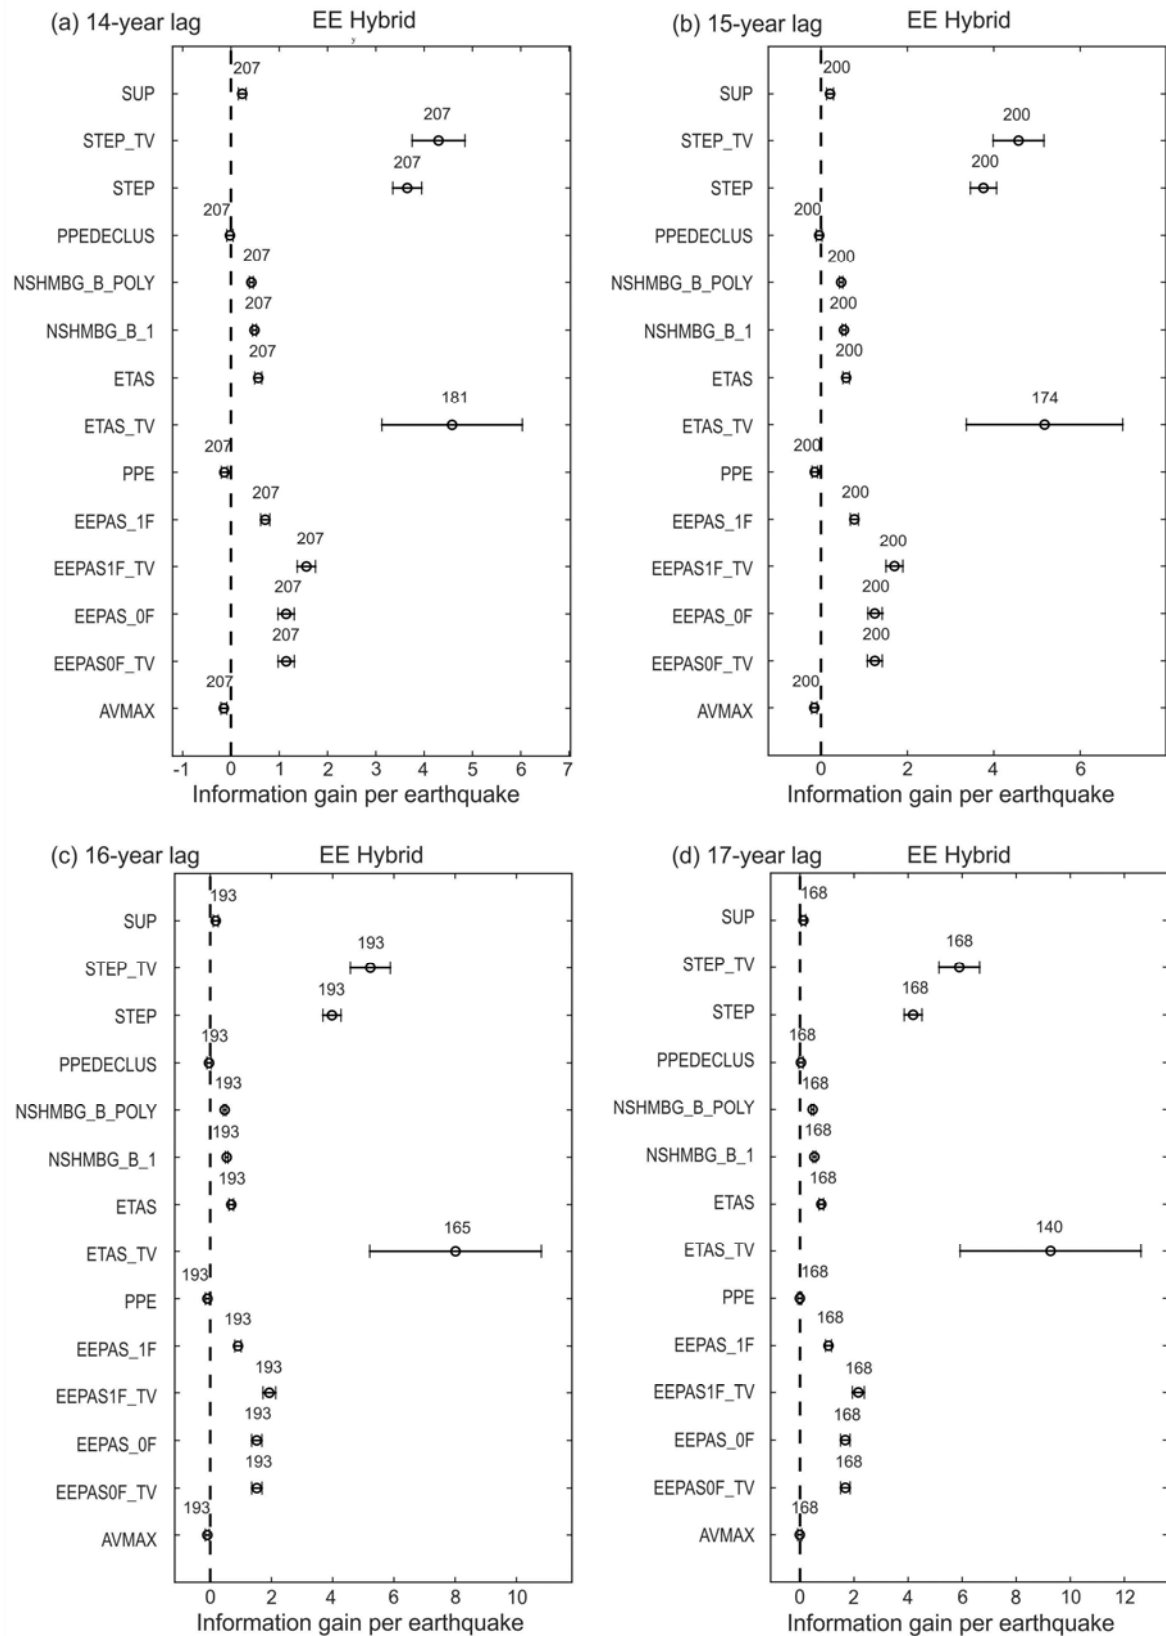 (a) 14-year lag EE Hybrid
y
207
SUP
207
STEP_TV
207
STEP
207
PPEDECLUS
207
NSHMBG_B_POLY
207
NSHMBG_B_1
207
ETAS
181
ETAS_TV
207
PPE
207
EEPAS_1F
207
EEPAS1F_TV
207
EEPAS_0F
207
EEPAS0F_TV
207
AVMAX
-1 0 1 2 3 4 5 6 7
Information gain per earthquake
(b) 15-year lag EE Hybrid
200
SUP
200
STEP_TV
200
STEP
200
PPEDECLUS
200
NSHMBG_B_POLY
200
NSHMBG_B_1
200
ETAS
174
ETAS_TV
200
PPE
200
EEPAS_1F
200
EEPAS1F_TV
200
EEPAS_0F
200
EEPAS0F_TV
200
AVMAX
0 2 4 6
Information gain per earthquake
(c) 16-year lag EE Hybrid
193
SUP
193
STEP_TV
193
STEP
193
PPEDECLUS
193
NSHMBG_B_POLY
193
NSHMBG_B_1
193
ETAS
165
ETAS_TV
193
PPE
193
EEPAS_1F
193
EEPAS1F_TV
193
EEPAS_0F
193
EEPAS0F_TV
193
AVMAX
0 2 4 6 8 10
Information gain per earthquake
(d) 17-year lag EE Hybrid
168
SUP
168
STEP_TV
168
STEP
168
PPEDECLUS
168
NSHMBG_B_POLY
168
NSHMBG_B_1
168
ETAS
140
ETAS_TV
168
PPE
168
EEPAS_1F
168
EEPAS1F_TV
168
EEPAS_0F
168
EEPAS0F_TV
168
AVMAX
0 2 4 6 8 10 12
Information gain per earthquake